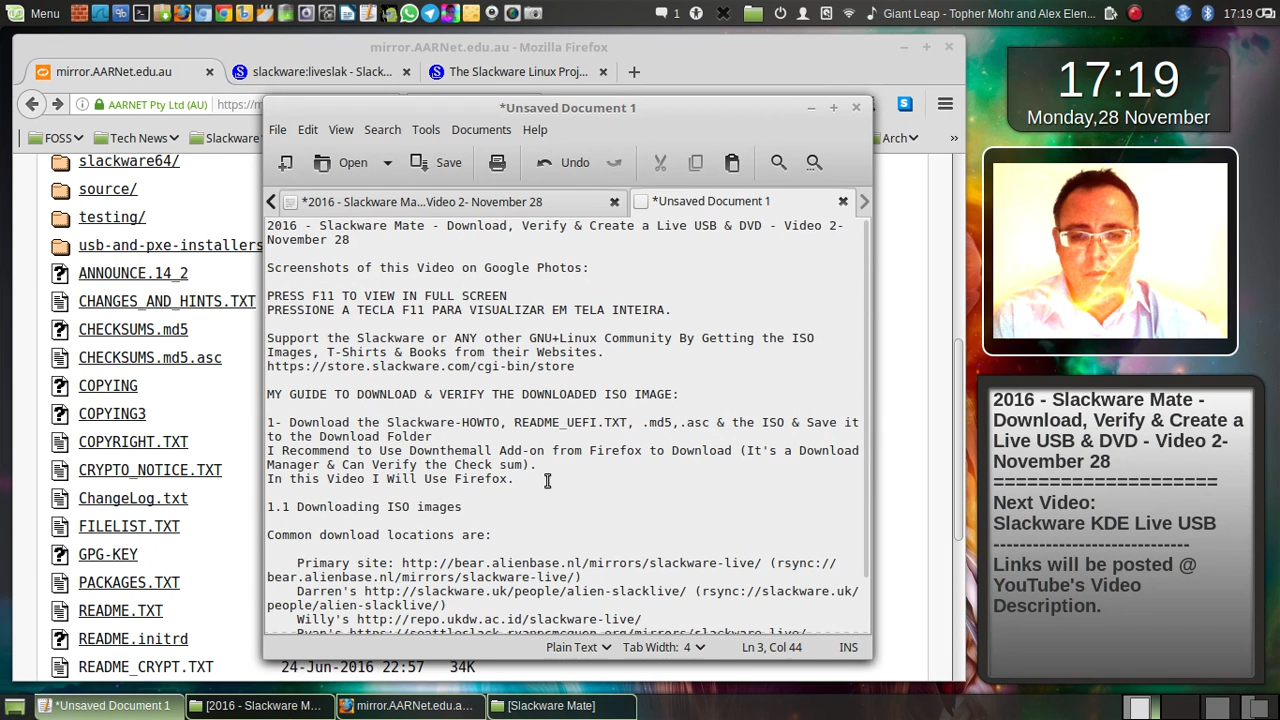 Menu
1
Giant Leap - Topher Mohr and Alex Elen...
17:19
mirror.AARNet.edu.au - Mozilla Firefox
mirror.AARNet.edu.au
slackware:liveslak - Slack...
The Slackware Linux Proj...
AARNET Pty Ltd (AU)
https://m
FOSS
Tech News
Slackware
Arch
slackware64/
source/
testing/
usb-and-pxe-installers
ANNOUNCE.14_2
CHANGES_AND_HINTS.TXT
CHECKSUMS.md5
CHECKSUMS.md5.asc
COPYING
COPYING3
COPYRIGHT.TXT
CRYPTO_NOTICE.TXT
ChangeLog.txt
FILELIST.TXT
GPG-KEY
PACKAGES.TXT
README.TXT
README.initrd
README_CRYPT.TXT 24-Jun-2016 22:57 34K
*Unsaved Document 1
File Edit View Search Tools Documents Help
Open Save Undo
*2016 - Slackware Ma...Video 2- November 28
*Unsaved Document 1
2016 - Slackware Mate - Download, Verify & Create a Live USB & DVD - Video 2-
November 28
Screenshots of this Video on Google Photos:
PRESS F11 TO VIEW IN FULL SCREEN
PRESSIONE A TECLA F11 PARA VISUALIZAR EM TELA INTEIRA.
Support the Slackware or ANY other GNU+Linux Community By Getting the ISO
Images, T-Shirts & Books from their Websites.
https://store.slackware.com/cgi-bin/store
MY GUIDE TO DOWNLOAD & VERIFY THE DOWNLOADED ISO IMAGE:
1- Download the Slackware-HOWTO, README_UEFI.TXT, .md5,.asc & the ISO & Save it
to the Download Folder
I Recommend to Use Downthemall Add-on from Firefox to Download (It's a Download
Manager & Can Verify the Check sum).
In this Video I Will Use Firefox.
1.1 Downloading ISO images
Common download locations are:
Primary site: http://bear.alienbase.nl/mirrors/slackware-live/ (rsync://
bear.alienbase.nl/mirrors/slackware-live/)
Darren's http://slackware.uk/people/alien-slacklive/ (rsync://slackware.uk/
people/alien-slacklive/)
Willy's http://repo.ukdw.ac.id/slackware-live/
Ryan's https://seattleslack.ryanpcmcquen.org/mirrors/slackware-live/
Plain Text Tab Width: 4 Ln 3, Col 44 INS
17:19
Monday,28 November
2016 - Slackware Mate -
Download, Verify & Create a
Live USB & DVD - Video 2-
November 28
====================
Next Video:
Slackware KDE Live USB
-----------------------------
Links will be posted @
YouTube's Video
Description.
*Unsaved Document 1
[2016 - Slackware M...
mirror.AARNet.edu.a...
[Slackware Mate]